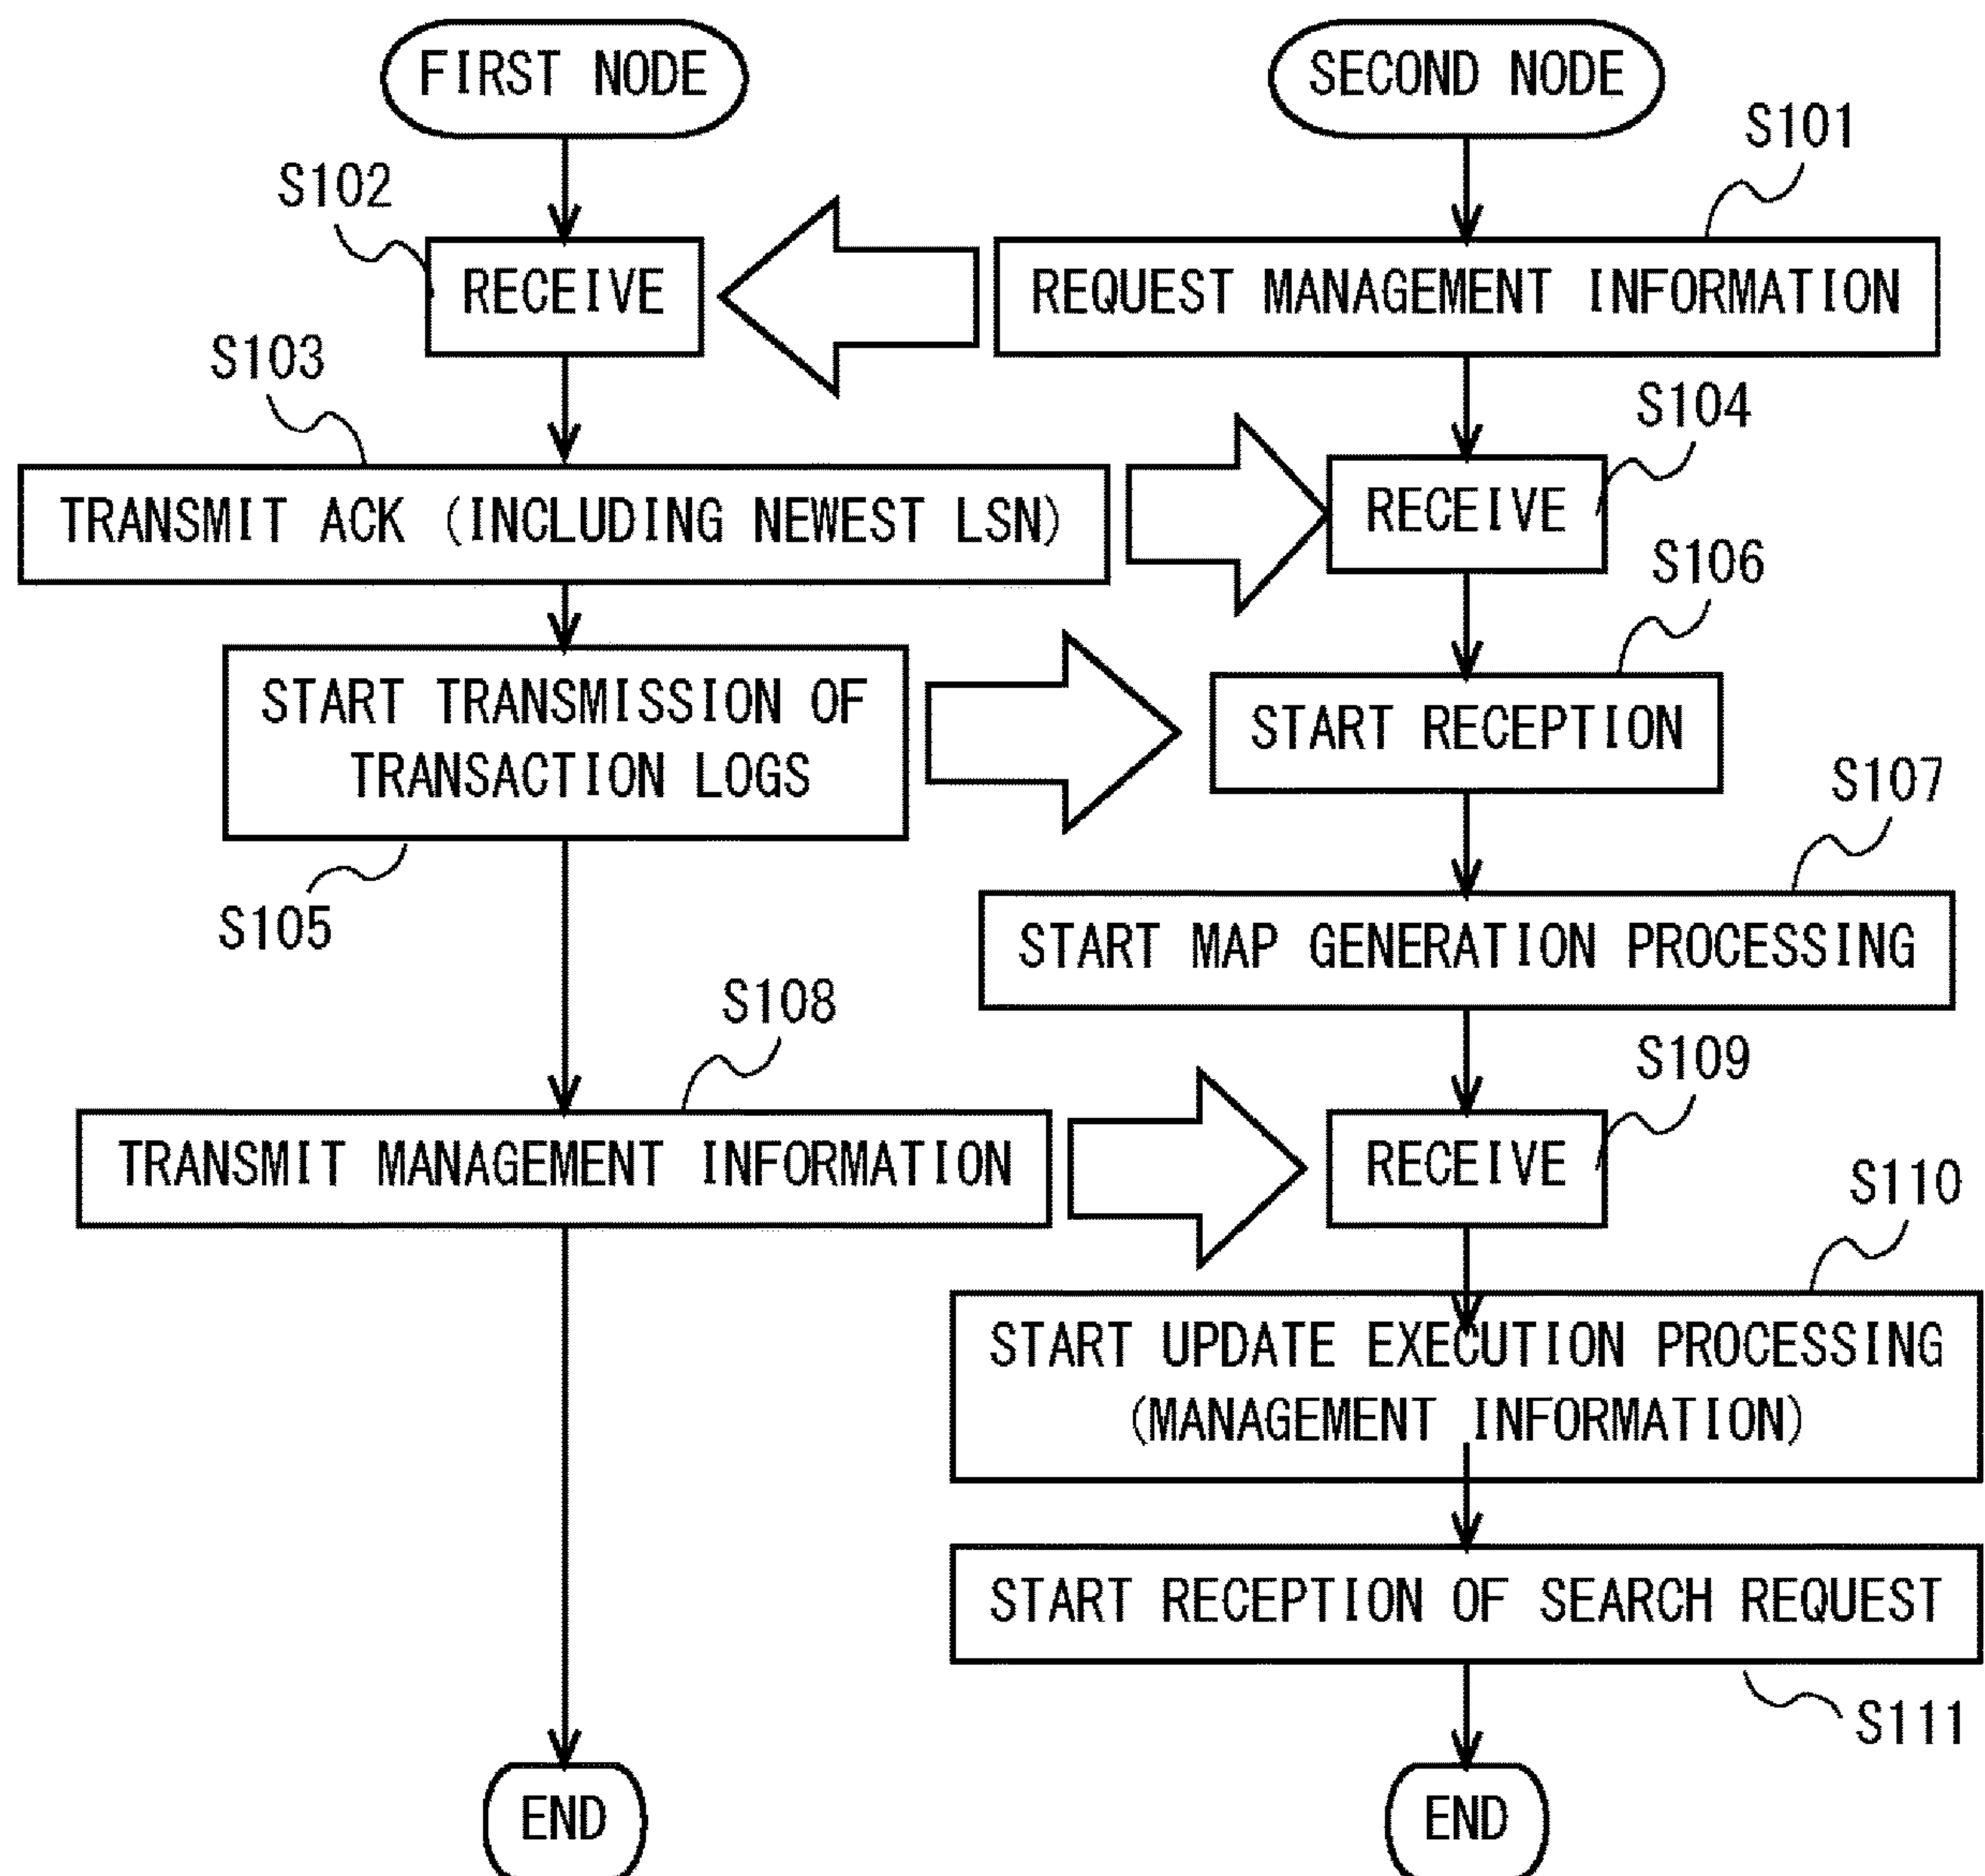 FIRST NODE
SECOND NODE
S101
S102
RECEIVE
REQUEST MANAGEMENT INFORMATION
S103
S104
TRANSMIT ACK (INCLUDING NEWEST LSN)
RECEIVE
S106
START TRANSMISSION OF
TRANSACTION LOGS
START RECEPTION
S105
S107
START MAP GENERATION PROCESSING
S108
S109
TRANSMIT MANAGEMENT INFORMATION
RECEIVE
S110
START UPDATE EXECUTION PROCESSING
(MANAGEMENT INFORMATION)
START RECEPTION OF SEARCH REQUEST
S111
END
END